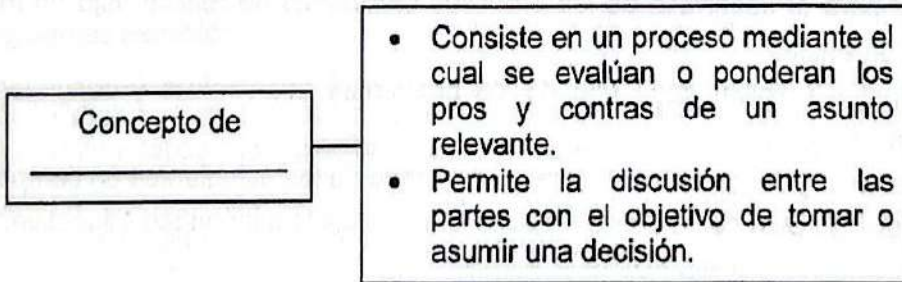 Concepto de
• Consiste en un proceso mediante el
cual se evalúan o ponderan los
pros y contras de un asunto
relevante.
• Permite la discusión entre las
partes con el objetivo de tomar o
asumir una decisión.